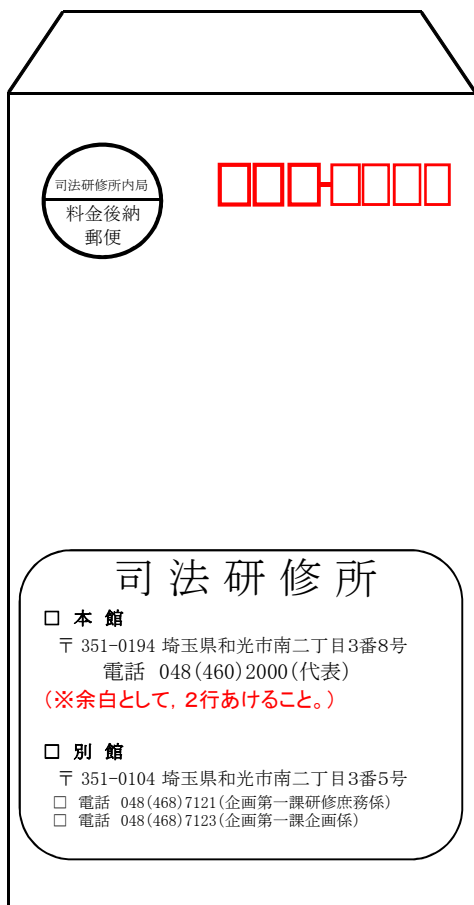 司法研修所内局
料金後納
郵便
司法研修所
□ 本 館
〒 351-0194 埼玉県和光市南二丁目3番8号
電話 048(460)2000(代表)
(※余白として, 2行あけること。)
□ 別 館
〒 351-0104 埼玉県和光市南二丁目3番5号
□ 電話 048(468)7121(企画第一課研修庶務係)
□ 電話 048(468)7123(企画第一課企画係)